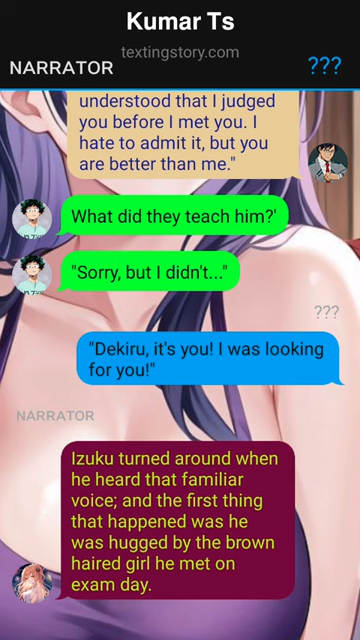 Kumar Ts
textingstory.com
NARRATOR
???
understood that I judged
you before I met you. I
hate to admit it, but you
are better than me."
What did they teach him?'
"Sorry, but I didn't..."
???
"Dekiru, it's you! I was looking
for you!"
NARRATOR
Izuku turned around when
he heard that familiar
voice; and the first thing
that happened was he
was hugged by the brown
haired girl he met on
exam day.